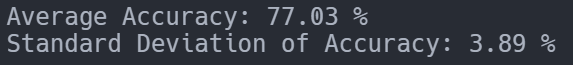 Average Accuracy: 77.03 %
Standard Deviation of Accuracy: 3.89 %